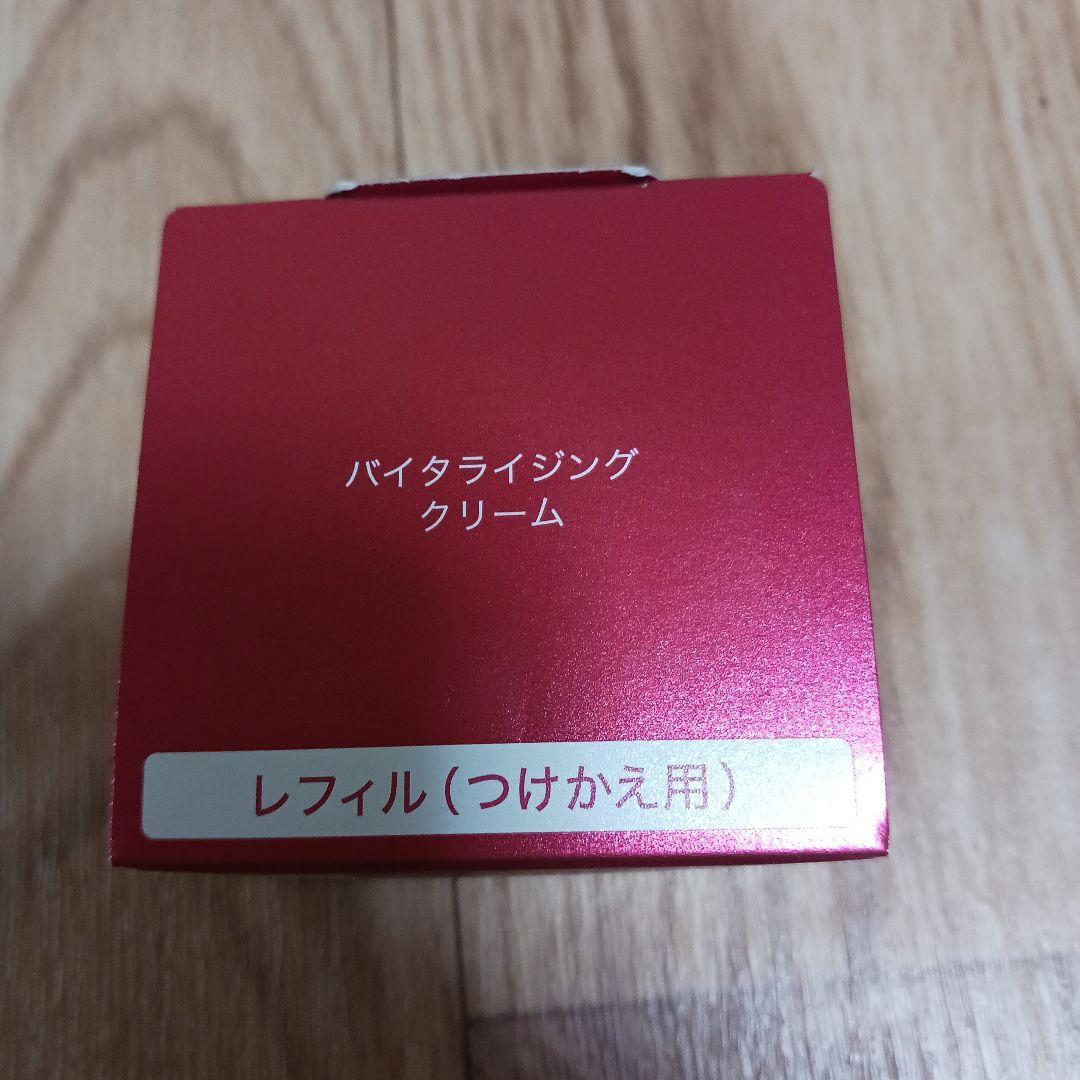 バイタライジング
クリーム
レフィル(つけかえ用)